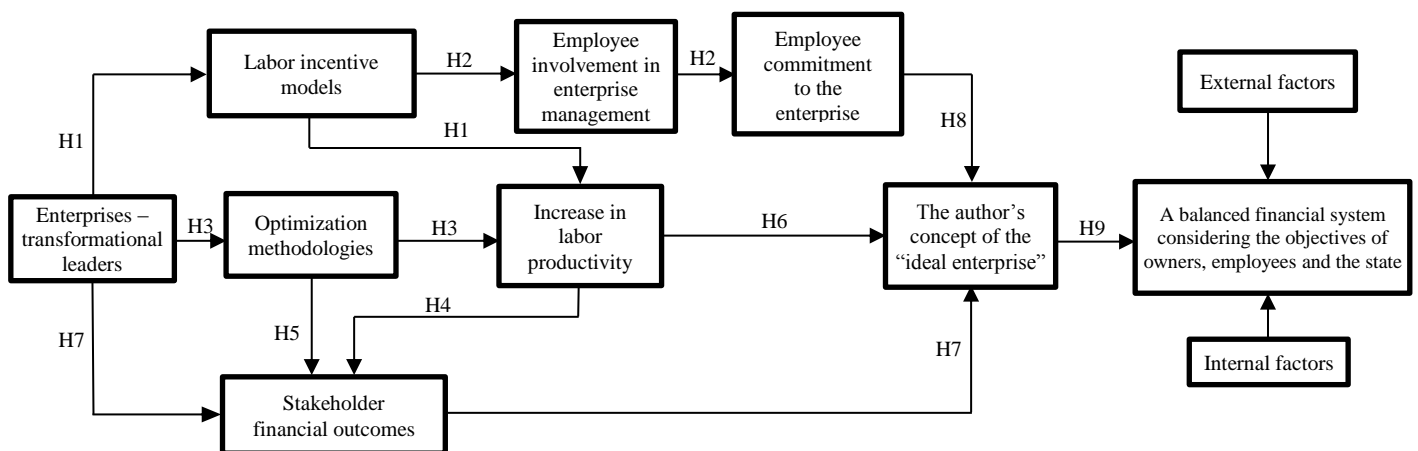 Labor incentive
models
H2
Employee
involvement in
enterprise
management
H2
Employee
commitment
to the
enterprise
External factors
H1
H1
H8
Enterprises –
transformational
leaders
H3
Optimization
methodologies
H3
Increase in
labor
productivity
H6
The author’s
concept of the
“ideal enterprise”
H9
A balanced financial system
considering the objectives of
owners, employees and the state
H7
H5
H4
H7
Stakeholder
financial outcomes
Internal factors